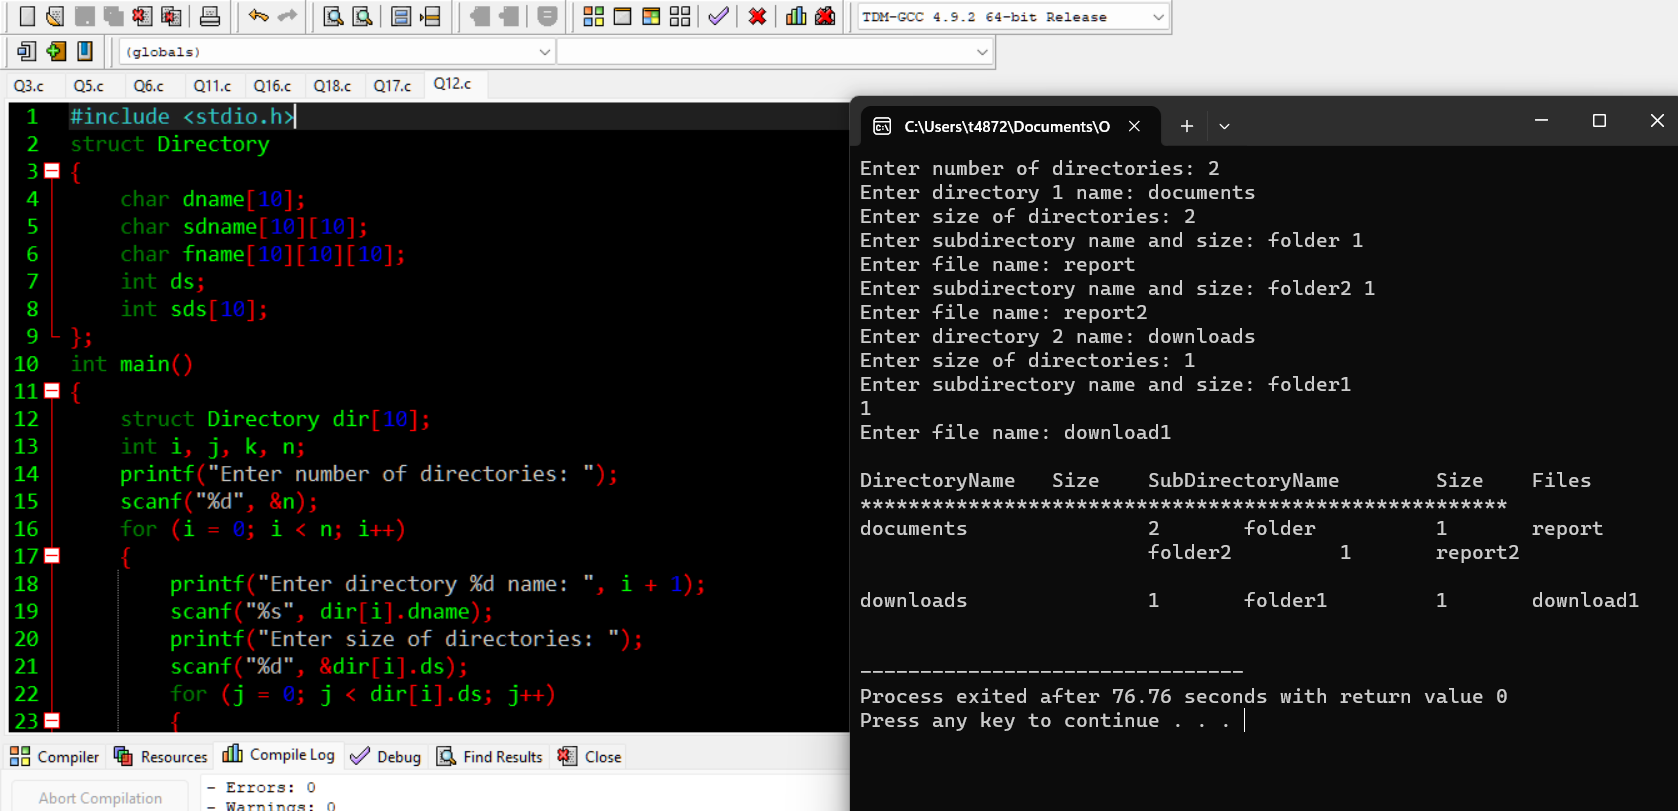 TDM-GCC 4.9.2 64-bit Release
(globals)
Q3.c Q5.c Q6.c Q11.c Q16.c Q18.c Q17.c Q12.c
1 #include <stdio.h>
2 struct Directory
3 {
4 char dname[10];
5 char sdname[10][10];
6 char fname[10][10][10];
7 int ds;
8 int sds[10];
9 };
10 int main()
11 {
12 struct Directory dir[10];
13 int i, j, k, n;
14 printf("Enter number of directories: ");
15 scanf("%d", &n);
16 for (i = 0; i < n; i++)
17 {
18 printf("Enter directory %d name: ", i + 1);
19 scanf("%s", dir[i].dname);
20 printf("Enter size of directories: ");
21 scanf("%d", &dir[i].ds);
22 for (j = 0; j < dir[i].ds; j++)
23 {
Compiler Resources Compile Log Debug Find Results Close
Abort Compilation
- Errors: 0
- Warnings: 0
C:\Users\t4872\Documents\O
Enter number of directories: 2
Enter directory 1 name: documents
Enter size of directories: 2
Enter subdirectory name and size: folder 1
Enter file name: report
Enter subdirectory name and size: folder2 1
Enter file name: report2
Enter directory 2 name: downloads
Enter size of directories: 1
Enter subdirectory name and size: folder1
1
Enter file name: download1
DirectoryName Size SubDirectoryName Size Files
******************************************************
documents 2 folder 1 report
folder2 1 report2
downloads 1 folder1 1 download1
--------------------------------
Process exited after 76.76 seconds with return value 0
Press any key to continue . . .